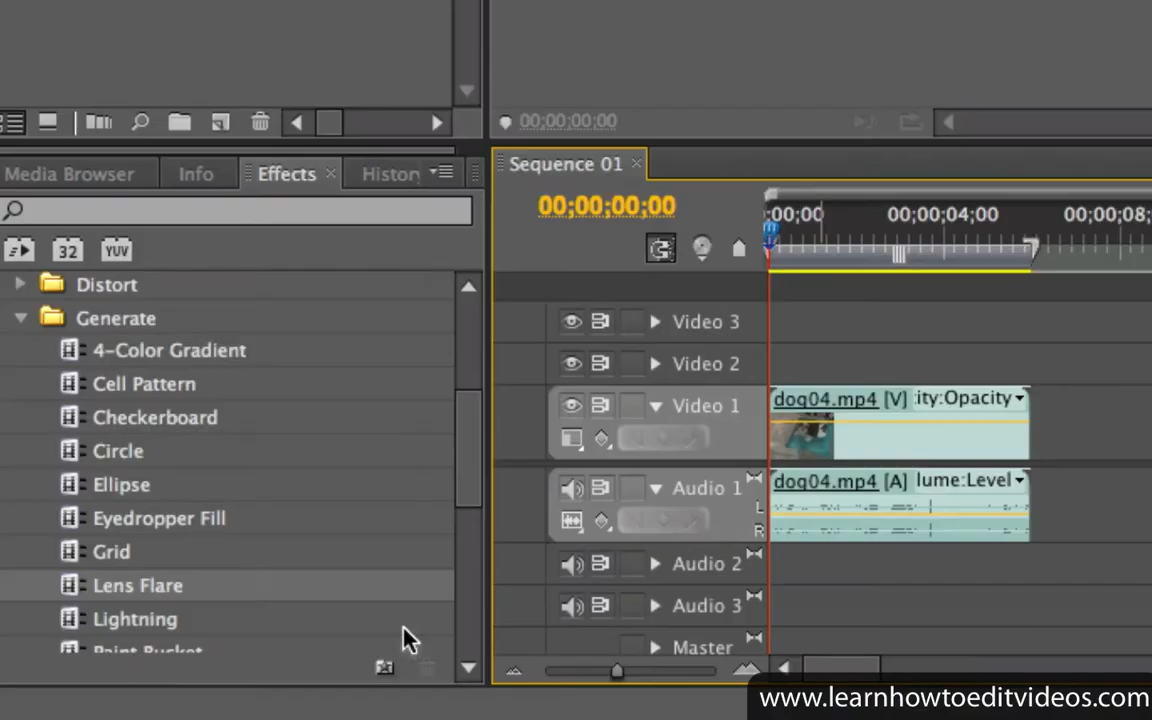 00;00;00;00
Media Browser
Info
Effects ×
History
32
YUV
Distort
Generate
4-Color Gradient
Cell Pattern
Checkerboard
Circle
Ellipse
Eyedropper Fill
Grid
Lens Flare
Lightning
Paint Bucket
Sequence 01 ×
00;00;00;00
:00;00
00;00;04;00
00;00;08;
Video 3
Video 2
Video 1
dog04.mp4 [V]
:ity:Opacity
Audio 1
dog04.mp4 [A]
lume:Level
L
R
Audio 2
Audio 3
Master
www.learnhowtoeditvideos.com